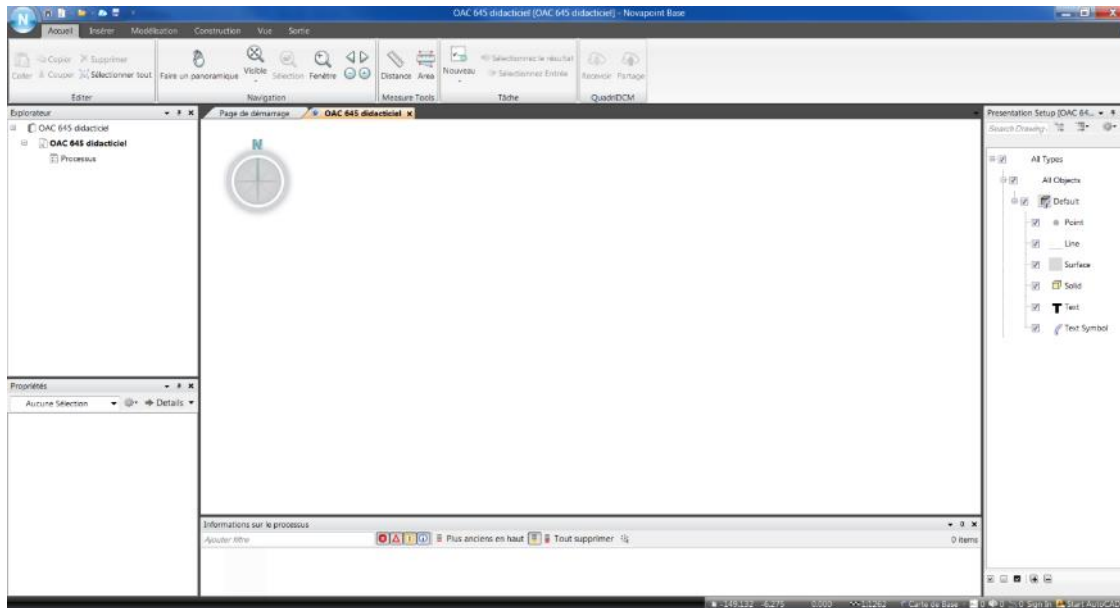 OAC 645 didacticiel [OAC 645 didacticiel] - Novapoint Base
Accueil Insérer Modélisation Construction Vue Sortie
Copier Supprimer
Coller Couper Sélectionner tout
Faire un panoramique Visible Sélection Fenêtre
Distance Area
Nouveau Sélectionnez le résultat
Sélectionnez Entrée
Recevoir Partage
Éditer Navigation Measure Tools Tâche QuadriDCM
Explorateur
Page de démarrage OAC 645 didacticiel
Presentation Setup [OAC 64...
OAC 645 didacticiel
Search Drawing
OAC 645 didacticiel
Processus
N
All Types
All Objects
Default
Point
Line
Surface
Solid
Text
Text Symbol
Propriétés
Aucune Sélection Details
Informations sur le processus
Ajouter filtre Plus anciens en haut Tout supprimer 0 items
0.000 Carte de Base 0 0 Sign In